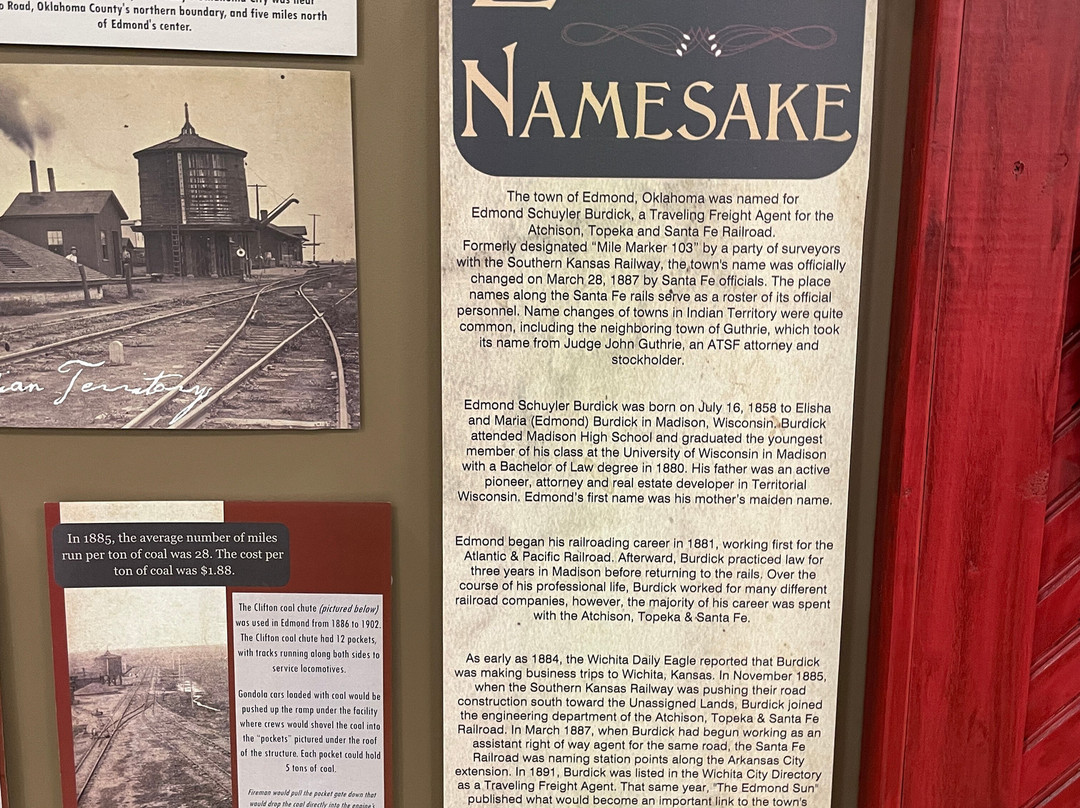 Road, Oklahoma County's northern boundary, and five miles north
of Edmond's center.
Territory
In 1885, the average number of miles
run per ton of coal was 28. The cost per
ton of coal was $1.88.
The Clifton coal chute (pictured below)
was used in Edmond from 1886 to 1902.
The Clifton coal chute had 12 pockets,
with tracks running along both sides to
service locomotives.
Gondola cars loaded with coal would be
pushed up the ramp under the facility
where crews would shovel the coal into
the "pockets" pictured under the roof
of the structure. Each pocket could hold
5 tons of coal.
Fireman would pull the pocket gate down that
would drop the coal directly into the engine's
NAMESAKE
The town of Edmond, Oklahoma was named for
Edmond Schuyler Burdick, a Traveling Freight Agent for the
Atchison, Topeka and Santa Fe Railroad.
Formerly designated "Mile Marker 103" by a party of surveyors
with the Southern Kansas Railway, the town's name was officially
changed on March 28, 1887 by Santa Fe officials. The place
names along the Santa Fe rails serve as a roster of its official
personnel. Name changes of towns in Indian Territory were quite
common, including the neighboring town of Guthrie, which took
its name from Judge John Guthrie, an ATSF attorney and
stockholder.
Edmond Schuyler Burdick was born on July 16, 1858 to Elisha
and Maria (Edmond) Burdick in Madison, Wisconsin. Burdick
attended Madison High School and graduated the youngest
member of his class at the University of Wisconsin in Madison
with a Bachelor of Law degree in 1880. His father was an active
pioneer, attorney and real estate developer in Territorial
Wisconsin. Edmond's first name was his mother's maiden name.
Edmond began his railroading career in 1881, working first for the
Atlantic & Pacific Railroad. Afterward, Burdick practiced law for
three years in Madison before returning to the rails. Over the
course of his professional life, Burdick worked for many different
railroad companies, however, the majority of his career was spent
with the Atchison, Topeka & Santa Fe.
As early as 1884, the Wichita Daily Eagle reported that Burdick
was making business trips to Wichita, Kansas. In November 1885,
when the Southern Kansas Railway was pushing their road
construction south toward the Unassigned Lands, Burdick joined
the engineering department of the Atchison, Topeka & Santa Fe
Railroad. In March 1887, when Burdick had begun working as an
assistant right of way agent for the same road, the Santa Fe
Railroad was naming station points along the Arkansas City
extension. In 1891, Burdick was listed in the Wichita City Directory
as a Traveling Freight Agent. That same year, "The Edmond Sun"
published what would become an important link to the town's